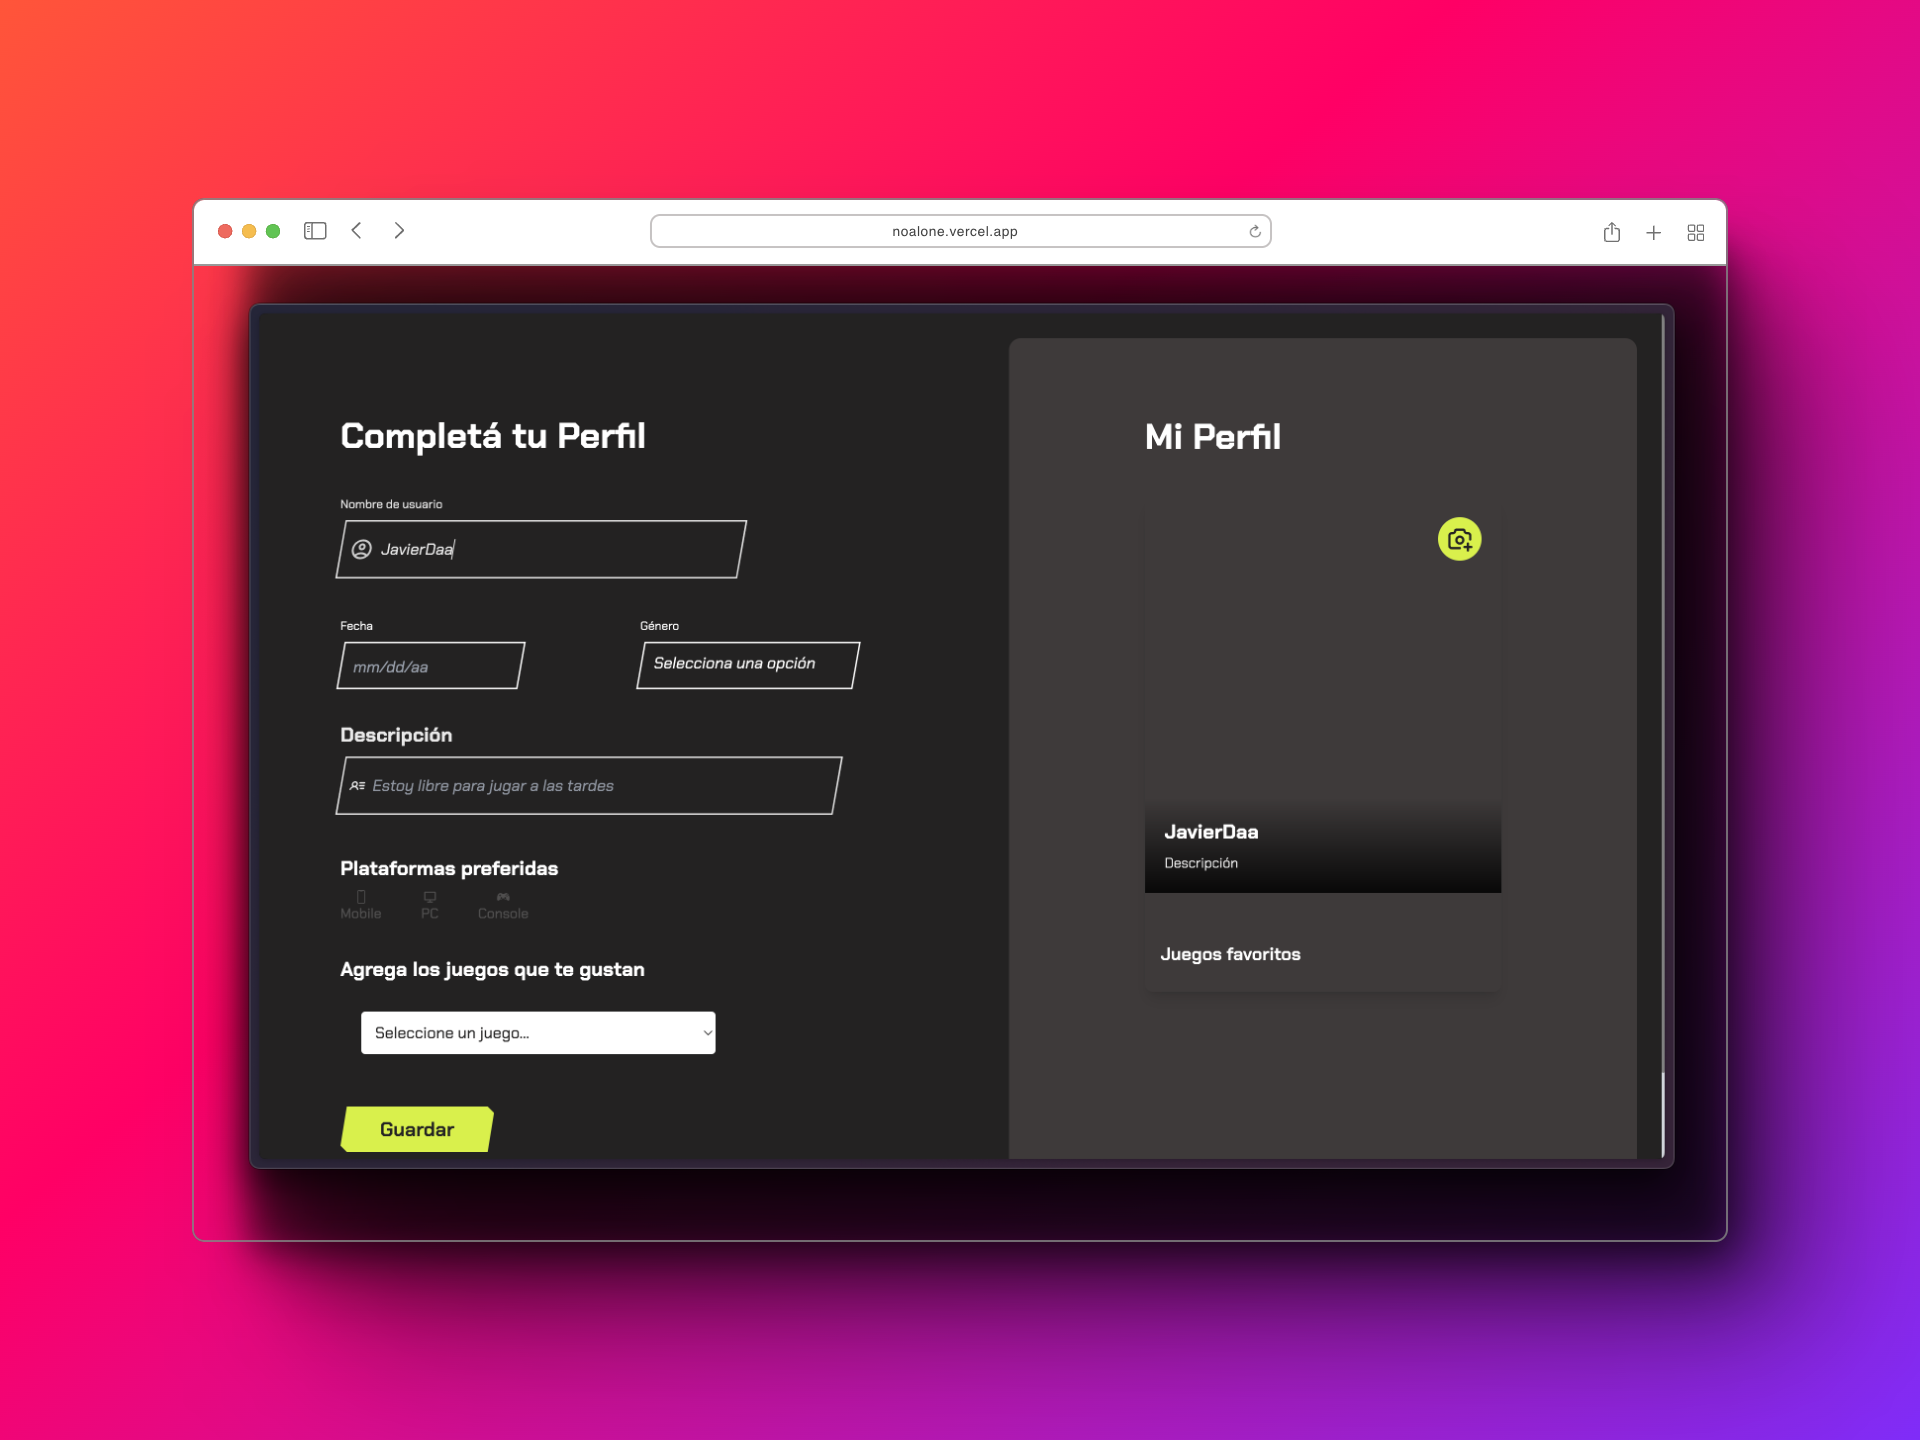 noalone.vercel.app
Completá tu Perfil
Nombre de usuario
JavierDaa
Fecha
Género
mm/dd/aa
Selecciona una opción
Descripción
Estoy libre para jugar a las tardes
Plataformas preferidas
Mobile
PC
Console
Agrega los juegos que te gustan
Seleccione un juego...
Guardar
Mi Perfil
JavierDaa
Descripción
Juegos favoritos